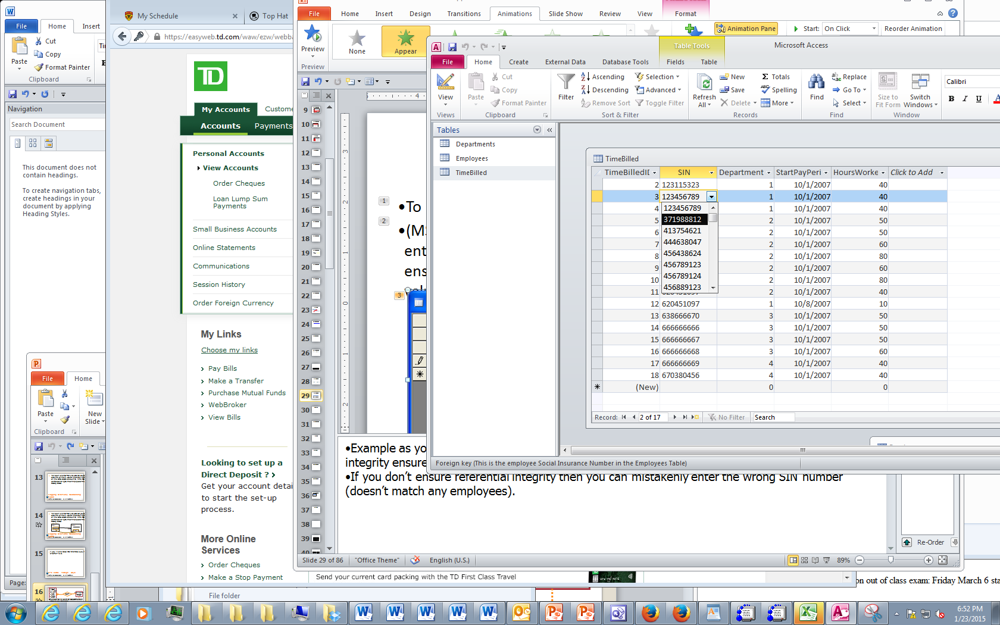 File
Home
Insert
Cut
Copy
Format Painter
Paste
Clipboard
Navigation
Search Document
This document does not
contain headings.
To create navigation tabs,
create headings in your
document by applying
Heading Styles.
Page:
My Schedule
Top Hat
https://easyweb.td.com/waw/ezw/webba
TD
My Accounts
Custome
Accounts
Payments
Personal Accounts
View Accounts
Order Cheques
Loan Lump Sum
Payments
Small Business Accounts
Online Statements
Communications
Session History
Order Foreign Currency
My Links
Choose my links
› Pay Bills
› Make a Transfer
› Purchase Mutual Funds
› WebBroker
› View Bills
Looking to set up a
Direct Deposit ? ›
Get your account detai
to start the set-up
process.
More Online
Services
› Order Cheques
› Make a Stop Payment
Send your current card packing with the TD First Class Travel
File folder
File
Home
Paste
New
Slide
Clipboard
13
14
15
16
File
Home
Insert
Design
Transitions
Animations
Slide Show
Review
View
Format
Preview
None
Appear
Animation Pane
Start: On Click
Reorder Animation
Preview
9
10
11
12
13
14
15
16
17
18
19
20
21
22
23
24
25
26
27
28
29
30
31
32
33
34
35
36
37
38
39
40
1
•To
2
•(MS
ent
ens
3
•Example as yo
integrity ensure
•If you don't ensure referential integrity then you can mistakenly enter the wrong SIN number
(doesn't match any employees).
Re-Order
Slide 29 of 86
"Office Theme"
English (U.S.)
89%
Table Tools
Microsoft Access
File
Home
Create
External Data
Database Tools
Fields
Table
View
Paste
Cut
Copy
Format Painter
Filter
Ascending
Descending
Remove Sort
Selection
Advanced
Toggle Filter
Refresh
All
New
Save
Delete
Totals
Spelling
More
Find
Replace
Go To
Select
Size to
Fit Form
Switch
Windows
Calibri
B I U A
Views
Clipboard
Sort & Filter
Records
Find
Window
Tables
Departments
Employees
TimeBilled
TimeBilled
TimeBilledID SIN Department StartPayPeri HoursWorke Click to Add
2 123115323 1 10/1/2007 40
3 123456789 1 10/1/2007 40
4 1 10/1/2007 40
5 2 10/1/2007 50
6 2 10/1/2007 50
7 2 10/1/2007 60
8 2 10/1/2007 80
9 2 10/1/2007 60
10 2 10/1/2007 80
11 620451097 2 10/1/2007 40
12 620451097 1 10/8/2007 10
13 638666670 3 10/1/2007 50
14 666666666 3 10/1/2007 50
15 666666667 3 10/1/2007 50
16 666666668 3 10/1/2007 60
17 666666669 4 10/1/2007 40
18 670380456 4 10/1/2007 40
(New) 0 0
123456789
371988812
413754621
444638047
456438624
456789123
456789124
456889123
Record: 2 of 17 No Filter Search
Foreign key (This is the employee Social Insurance Number in the Employees Table)
on out of class exam: Friday March 6 sta
6:52 PM
1/23/2015